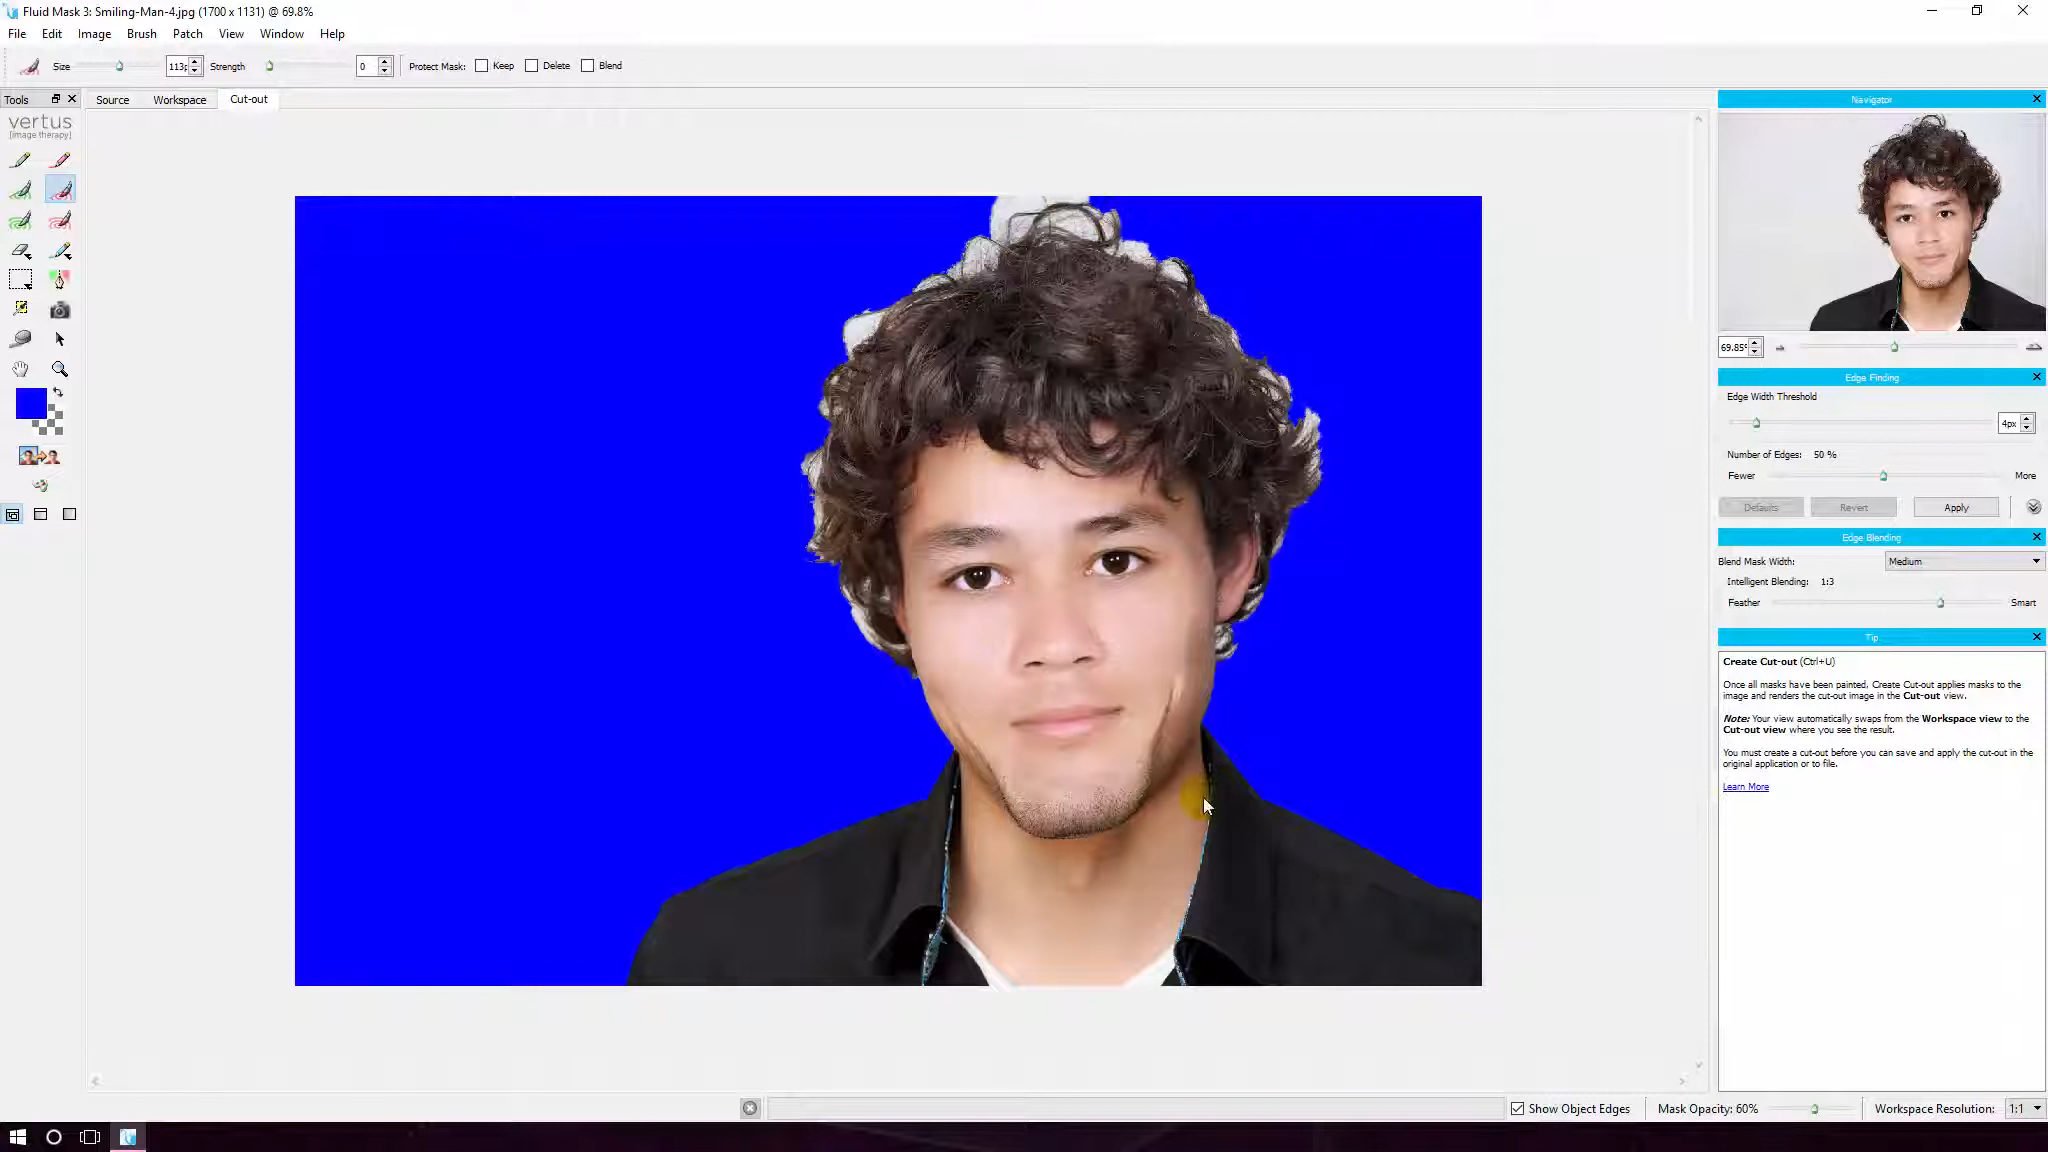 Fluid Mask 3: Smiling-Man-4.jpg (1700 x 1131) @ 69.8%
File Edit Image Brush Patch View Window Help
Size 113p Strength 0 Protect Mask: Keep Delete Blend
Tools Source Workspace Cut-out Navigator
vertus
[image therapy]
69.85%
Edge Finding
Edge Width Threshold
4px
Number of Edges: 50 %
Fewer More
Defaults Revert Apply
Edge Blending
Blend Mask Width: Medium
Intelligent Blending: 1:3
Feather Smart
Tip
Create Cut-out (Ctrl+U)
Once all masks have been painted, Create Cut-out applies masks to the
image and renders the cut-out image in the Cut-out view.
Note: Your view automatically swaps from the Workspace view to the
Cut-out view where you see the result.
You must create a cut-out before you can save and apply the cut-out in the
original application or to file.
Learn More
Show Object Edges Mask Opacity: 60% Workspace Resolution: 1:1